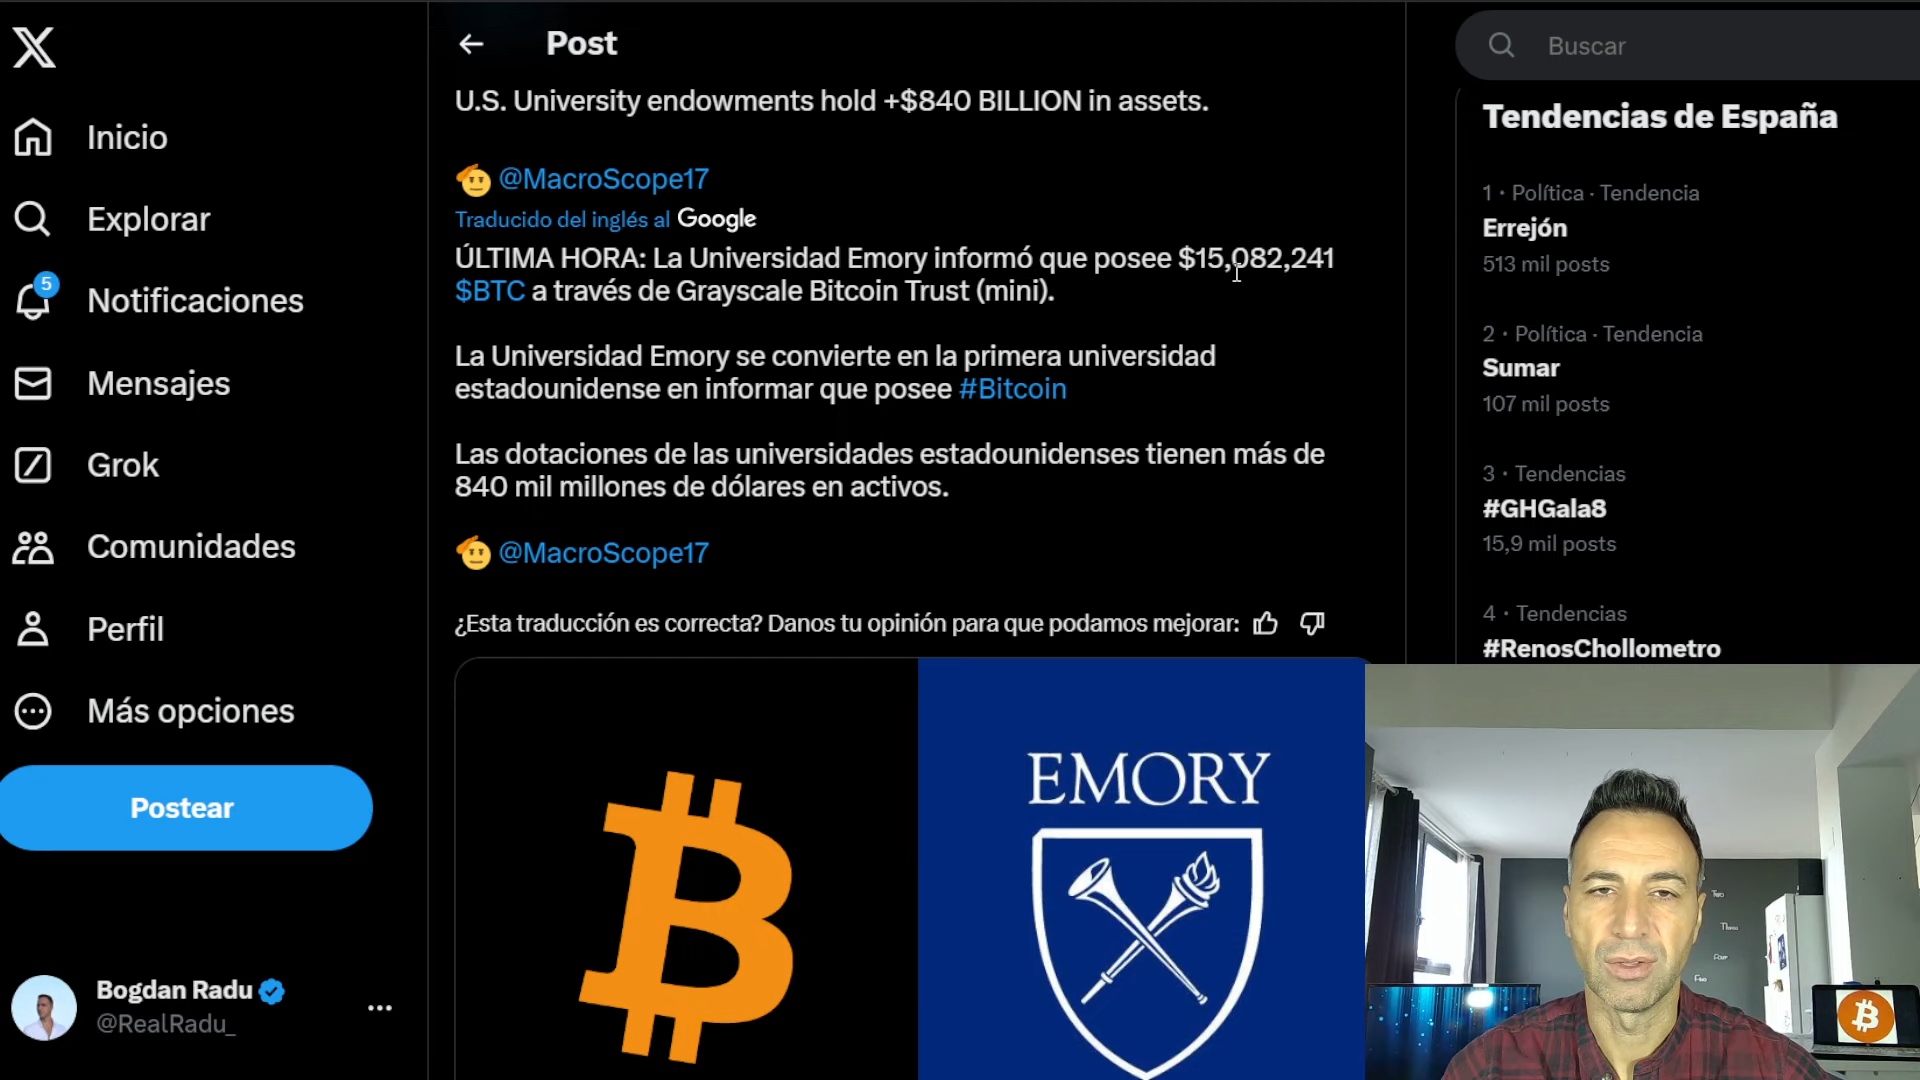 Inicio
Explorar
5
Notificaciones
Mensajes
Grok
Comunidades
Perfil
Más opciones
Postear
Bogdan Radu
@RealRadu_
Post
U.S. University endowments hold +$840 BILLION in assets.
@MacroScope17
Traducido del inglés al Google
ÚLTIMA HORA: La Universidad Emory informó que posee $15,082,241
$BTC a través de Grayscale Bitcoin Trust (mini).
La Universidad Emory se convierte en la primera universidad
estadounidense en informar que posee #Bitcoin
Las dotaciones de las universidades estadounidenses tienen más de
840 mil millones de dólares en activos.
@MacroScope17
¿Esta traducción es correcta? Danos tu opinión para que podamos mejorar:
EMORY
Buscar
Tendencias de España
1 · Política · Tendencia
Errejón
513 mil posts
2 · Política · Tendencia
Sumar
107 mil posts
3 · Tendencias
#GHGala8
15,9 mil posts
4 · Tendencias
#RenosChollometro